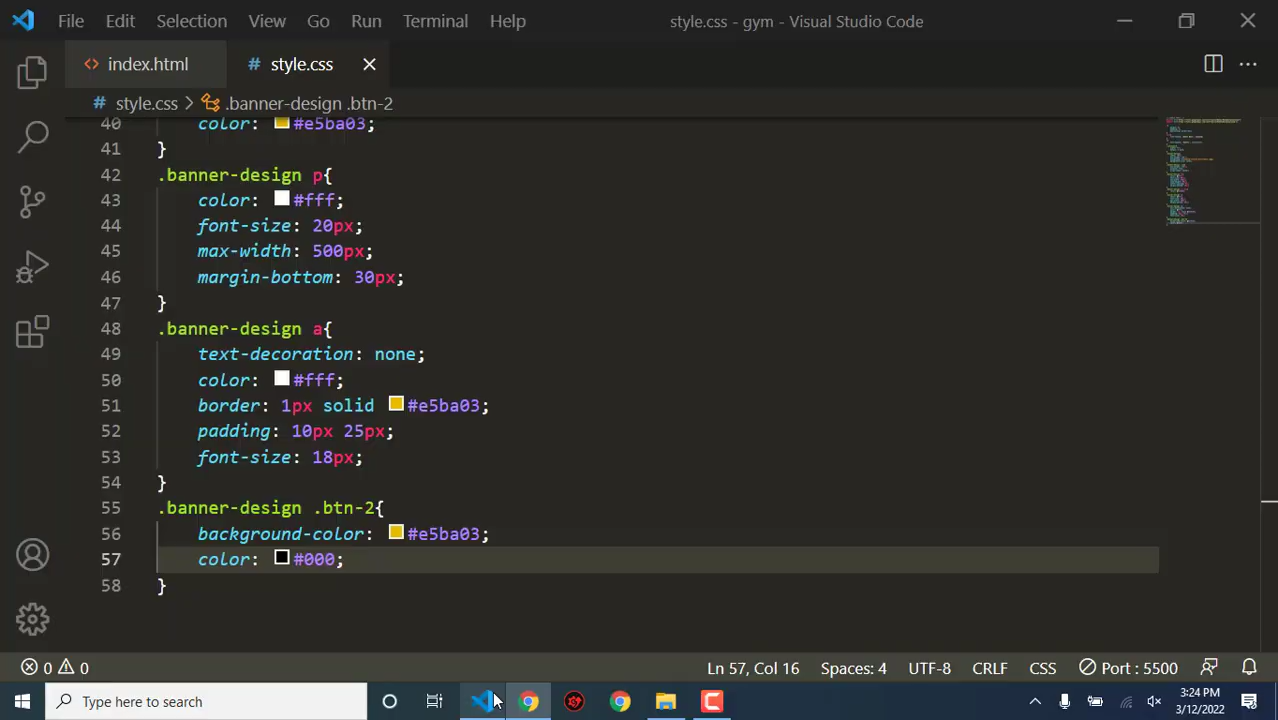 File Edit Selection View Go Run Terminal Help style.css - gym - Visual Studio Code
<> index.html # style.css
# style.css > .banner-design .btn-2
40 color: #e5ba03;
41 }
42 .banner-design p{
43 color: #fff;
44 font-size: 20px;
45 max-width: 500px;
46 margin-bottom: 30px;
47 }
48 .banner-design a{
49 text-decoration: none;
50 color: #fff;
51 border: 1px solid #e5ba03;
52 padding: 10px 25px;
53 font-size: 18px;
54 }
55 .banner-design .btn-2{
56 background-color: #e5ba03;
57 color: #000;
58 }
0 0 Ln 57, Col 16 Spaces: 4 UTF-8 CRLF CSS Port : 5500
Type here to search 3:24 PM
3/12/2022